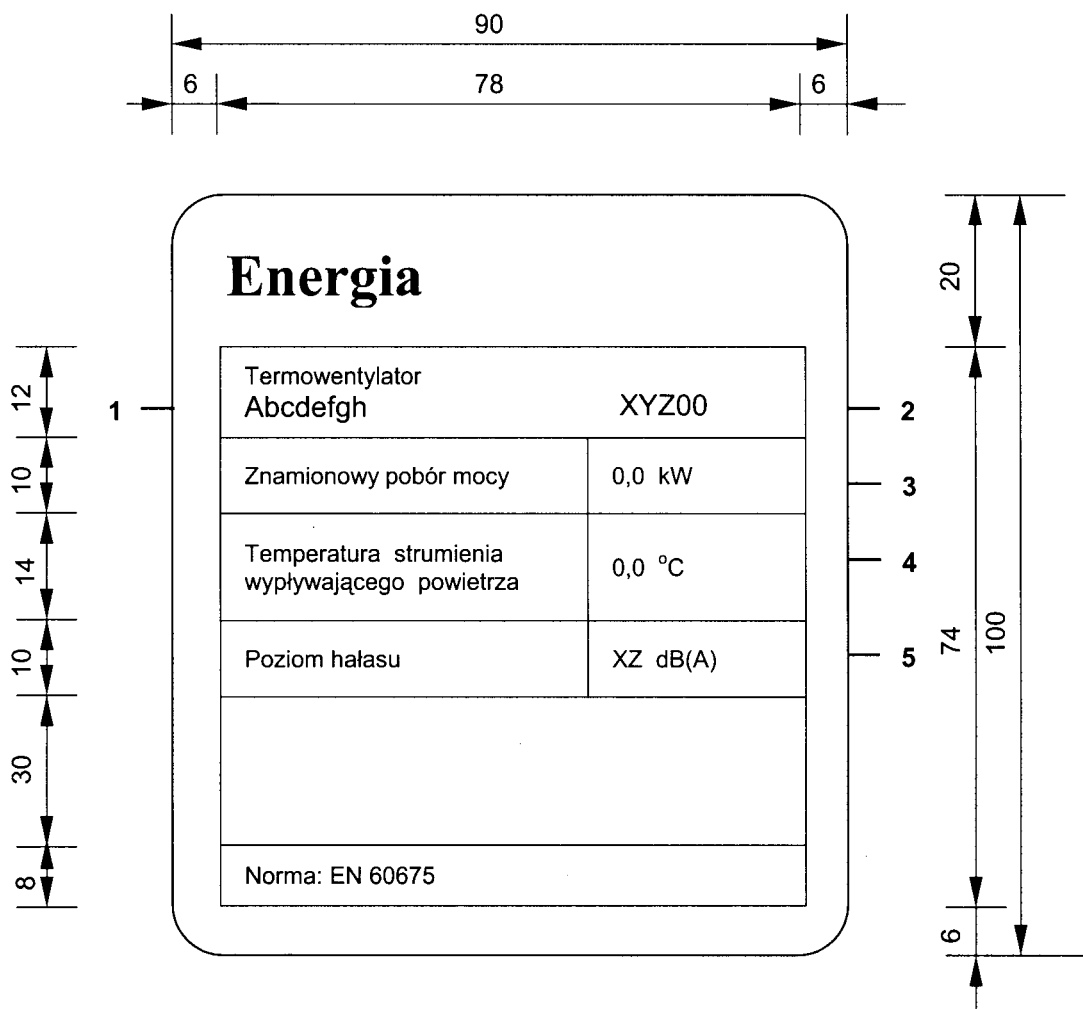 90
6 78 6
Energia
20
12
1
Termowentylator
Abcdefgh XYZ00
2
10
Znamionowy pobór mocy 0,0 kW
3
14
Temperatura strumienia
wypływającego powietrza
0,0 °C
4
10
Poziom hałasu XZ dB(A)
5
74
100
30
8
Norma: EN 60675
6